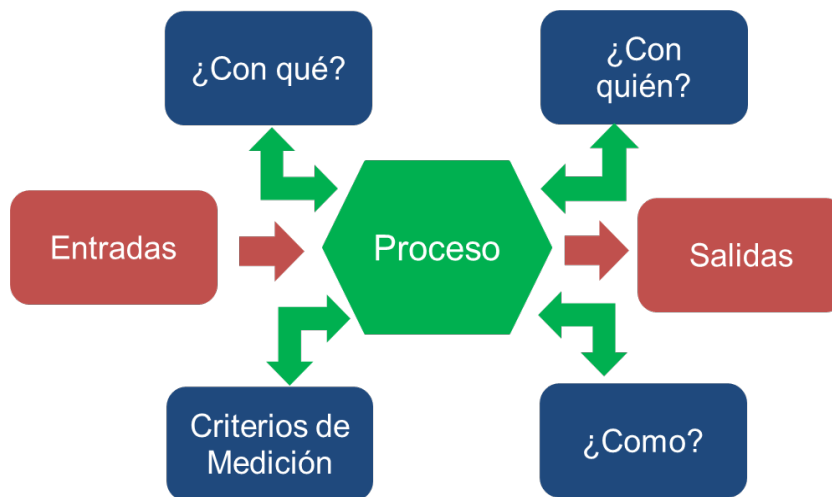 ¿Con qué?
¿Con
quién?
Entradas
Proceso
Salidas
Criterios de
Medición
¿Como?